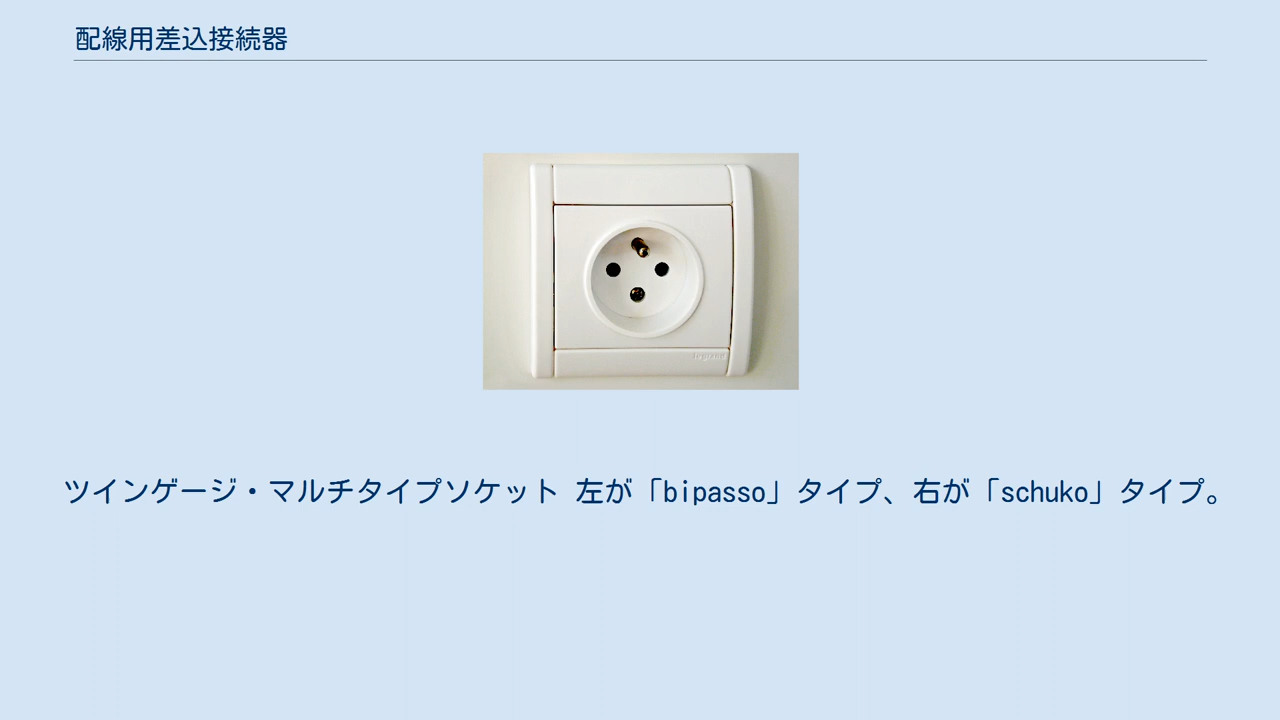 配線用差込接続器
legrand
ツインゲージ・マルチタイプソケット 左が「bipasso」タイプ、右が「schuko」タイプ。